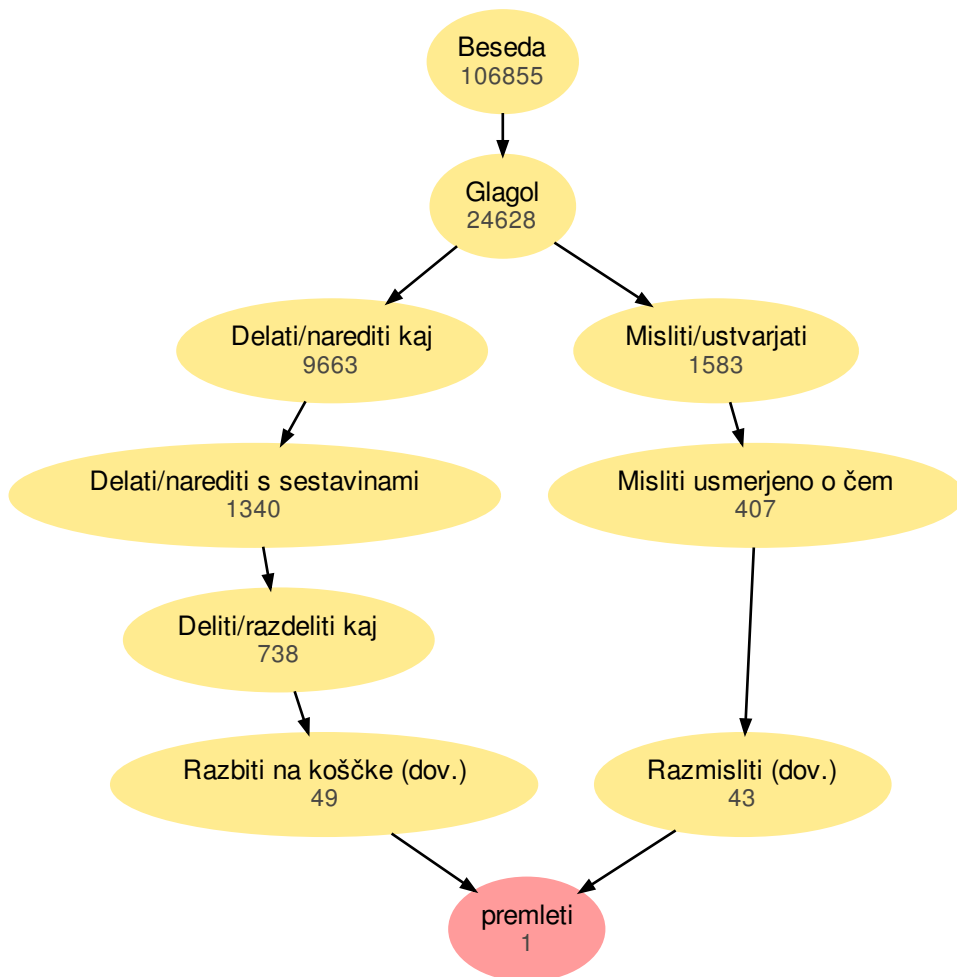 Beseda
106855
Glagol
24628
Delati/narediti kaj
9663
Misliti/ustvarjati
1583
Delati/narediti s sestavinami
1340
Misliti usmerjeno o čem
407
Deliti/razdeliti kaj
738
Razbiti na koščke (dov.)
49
Razmisliti (dov.)
43
premleti
1